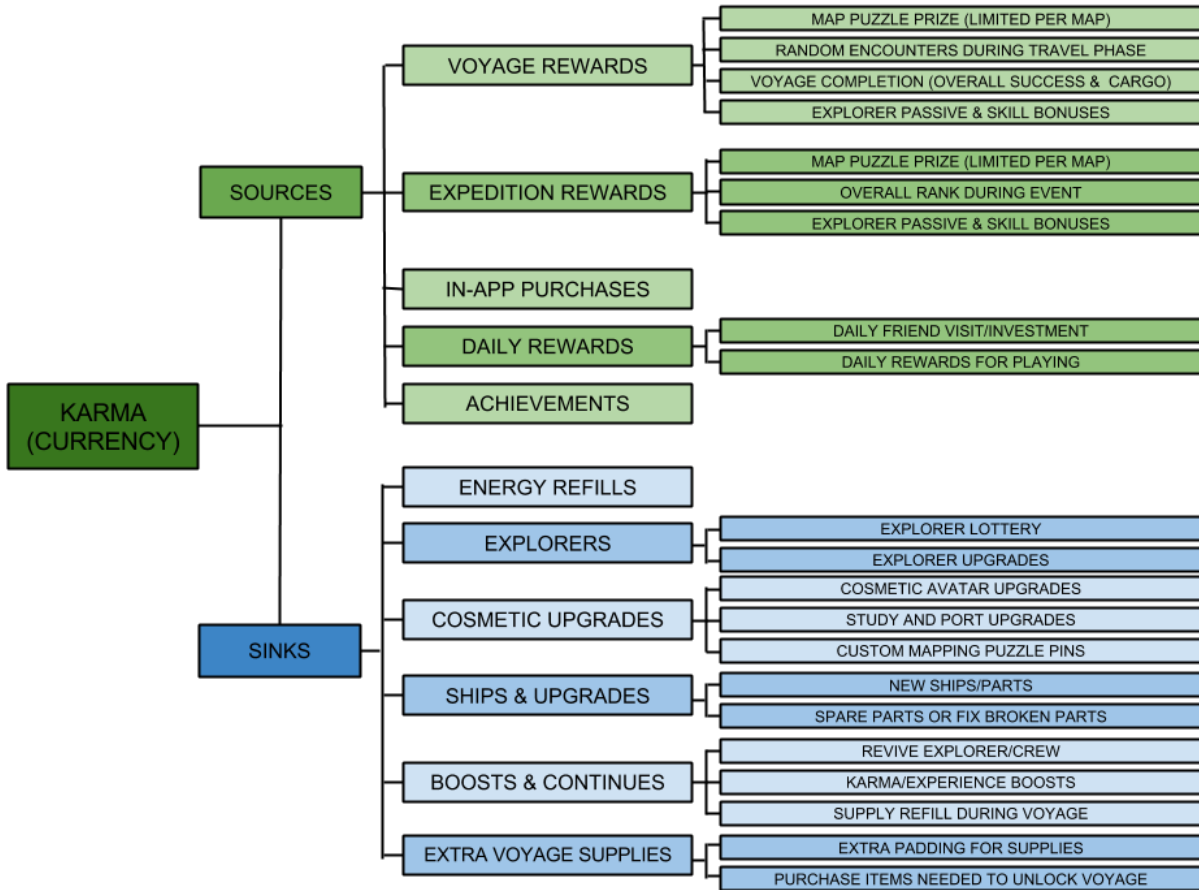 KARMA
(CURRENCY)
SOURCES
VOYAGE REWARDS
MAP PUZZLE PRIZE (LIMITED PER MAP)
RANDOM ENCOUNTERS DURING TRAVEL PHASE
VOYAGE COMPLETION (OVERALL SUCCESS & CARGO)
EXPLORER PASSIVE & SKILL BONUSES
EXPEDITION REWARDS
MAP PUZZLE PRIZE (LIMITED PER MAP)
OVERALL RANK DURING EVENT
EXPLORER PASSIVE & SKILL BONUSES
IN-APP PURCHASES
DAILY REWARDS
DAILY FRIEND VISIT/INVESTMENT
DAILY REWARDS FOR PLAYING
ACHIEVEMENTS
SINKS
ENERGY REFILLS
EXPLORERS
EXPLORER LOTTERY
EXPLORER UPGRADES
COSMETIC UPGRADES
COSMETIC AVATAR UPGRADES
STUDY AND PORT UPGRADES
CUSTOM MAPPING PUZZLE PINS
SHIPS & UPGRADES
NEW SHIPS/PARTS
SPARE PARTS OR FIX BROKEN PARTS
BOOSTS & CONTINUES
REVIVE EXPLORER/CREW
KARMA/EXPERIENCE BOOSTS
SUPPLY REFILL DURING VOYAGE
EXTRA VOYAGE SUPPLIES
EXTRA PADDING FOR SUPPLIES
PURCHASE ITEMS NEEDED TO UNLOCK VOYAGE